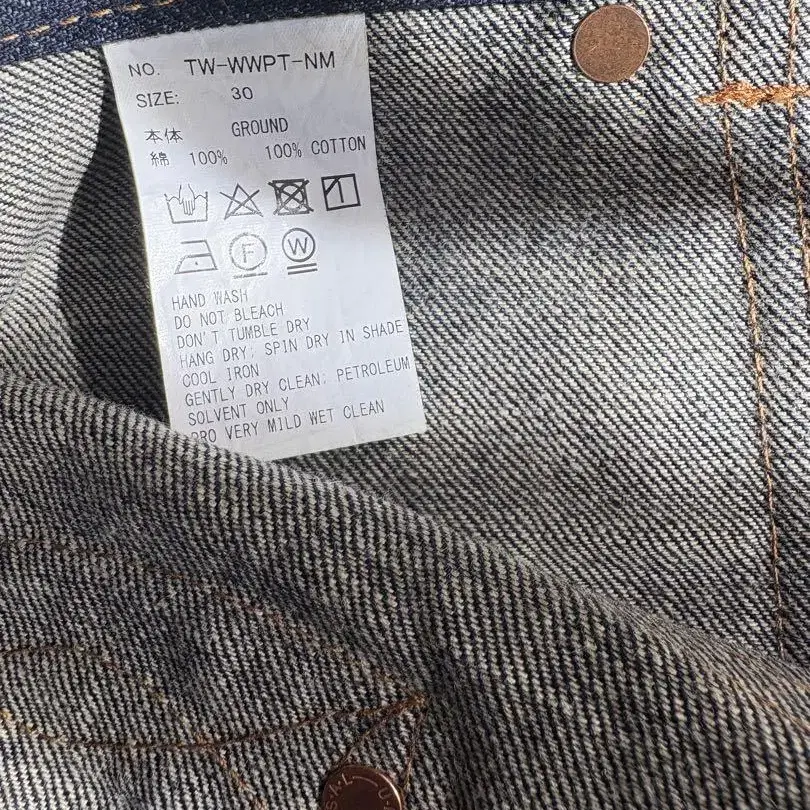 NO. TW-WWPT-NM
SIZE: 30
本体 GROUND
綿 100% 100% COTTON
F W
HAND WASH
DO NOT BLEACH
DON'T TUMBLE DRY
HANG DRY; SPIN DRY IN SHADE
COOL IRON
GENTLY DRY CLEAN; PETROLEUM
SOLVENT ONLY
PRO VERY MILD WET CLEAN